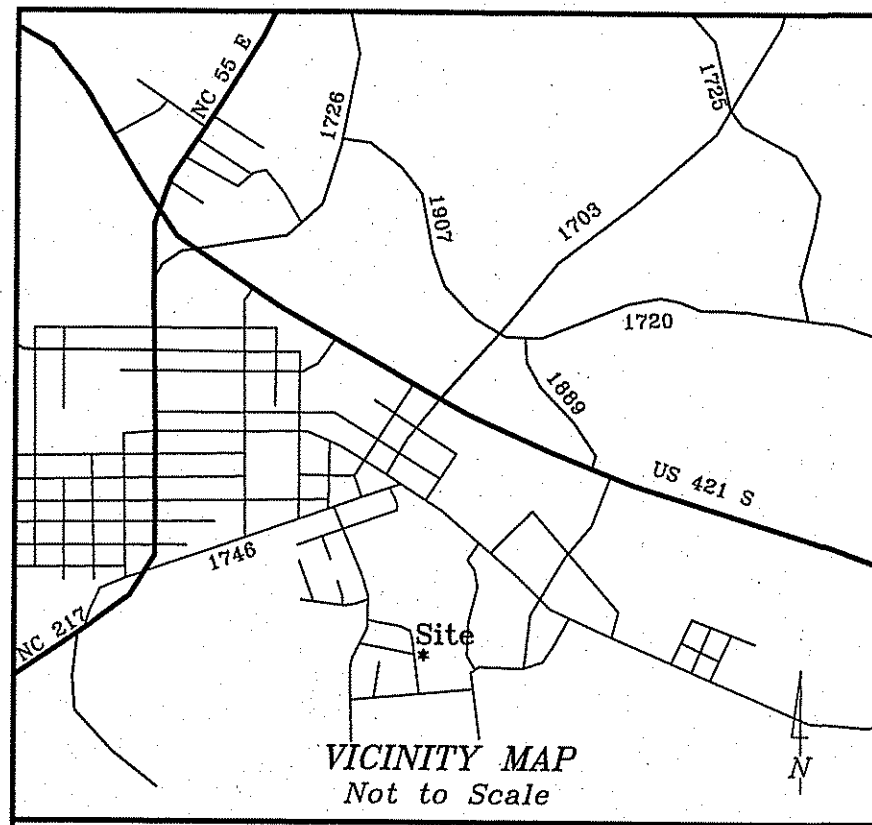 NC 55 E
1726
1725
1907
1703
1720
1889
US 421 S
1746
NC 217
Site
VICINITY MAP
Not to Scale
N